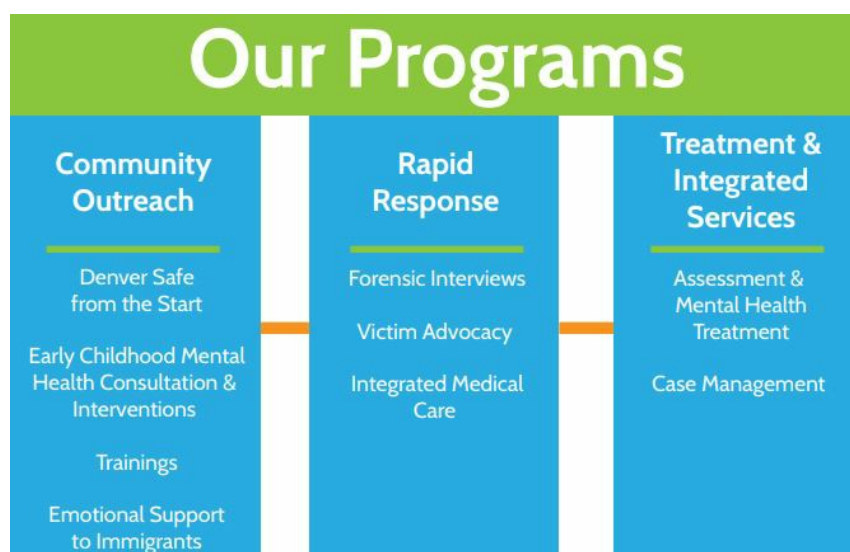 Our Programs
Community
Outreach
Denver Safe
from the Start
Early Childhood Mental
Health Consultation &
Interventions
Trainings
Emotional Support
to Immigrants
Rapid
Response
Forensic Interviews
Victim Advocacy
Integrated Medical
Care
Treatment &
Integrated
Services
Assessment &
Mental Health
Treatment
Case Management